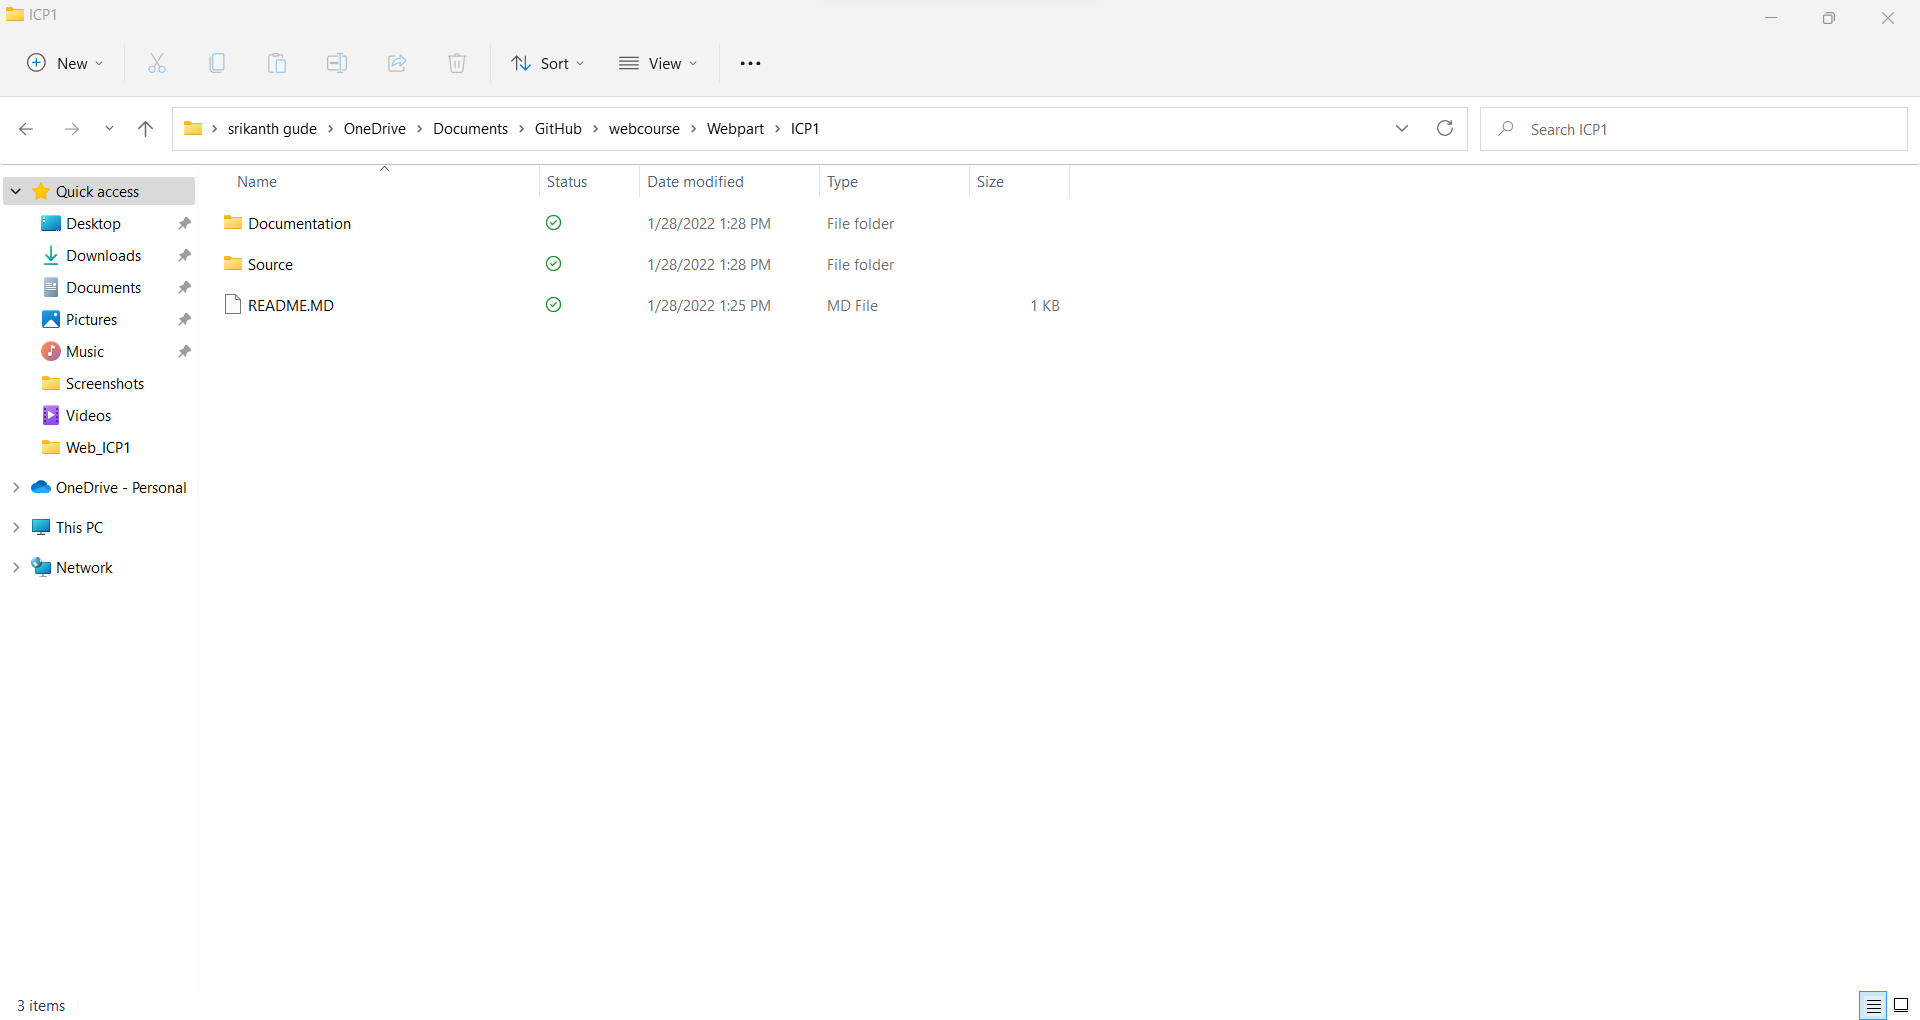 ICP1
New Sort View
srikanth gude > OneDrive > Documents > GitHub > webcourse > Webpart > ICP1
Search ICP1
Name Status Date modified Type Size
Quick access
Desktop
Downloads
Documents
Pictures
Music
Screenshots
Videos
Web_ICP1
OneDrive - Personal
This PC
Network
Documentation 1/28/2022 1:28 PM File folder
Source 1/28/2022 1:28 PM File folder
README.MD 1/28/2022 1:25 PM MD File 1 KB
3 items